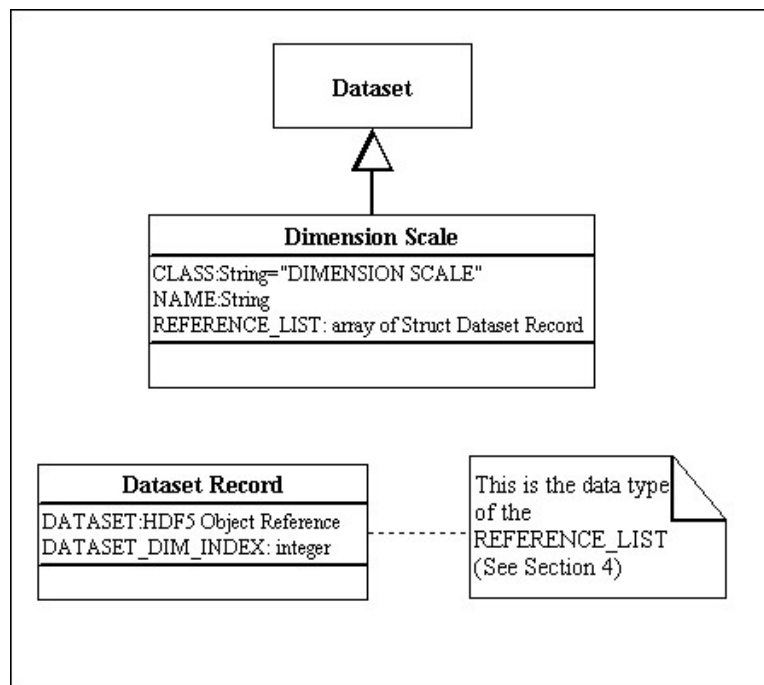 Dataset
Dimension Scale
CLASS:String="DIMENSION SCALE"
NAME:String
REFERENCE_LIST: array of Struct Dataset Record
Dataset Record
DATASET:HDF5 Object Reference
DATASET_DIM_INDEX: integer
This is the data type
of the
REFERENCE_LIST
(See Section 4)